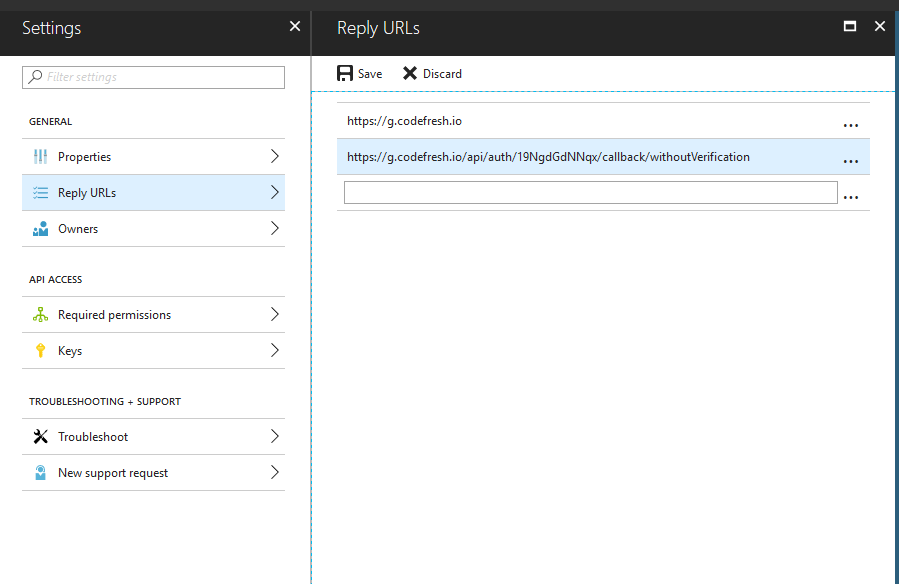 Settings
Filter settings
GENERAL
Properties
Reply URLs
Owners
API ACCESS
Required permissions
Keys
TROUBLESHOOTING + SUPPORT
Troubleshoot
New support request
Reply URLs
Save
Discard
https://g.codefresh.io
...
https://g.codefresh.io/api/auth/19NgdGdNNqx/callback/withoutVerification
...
...